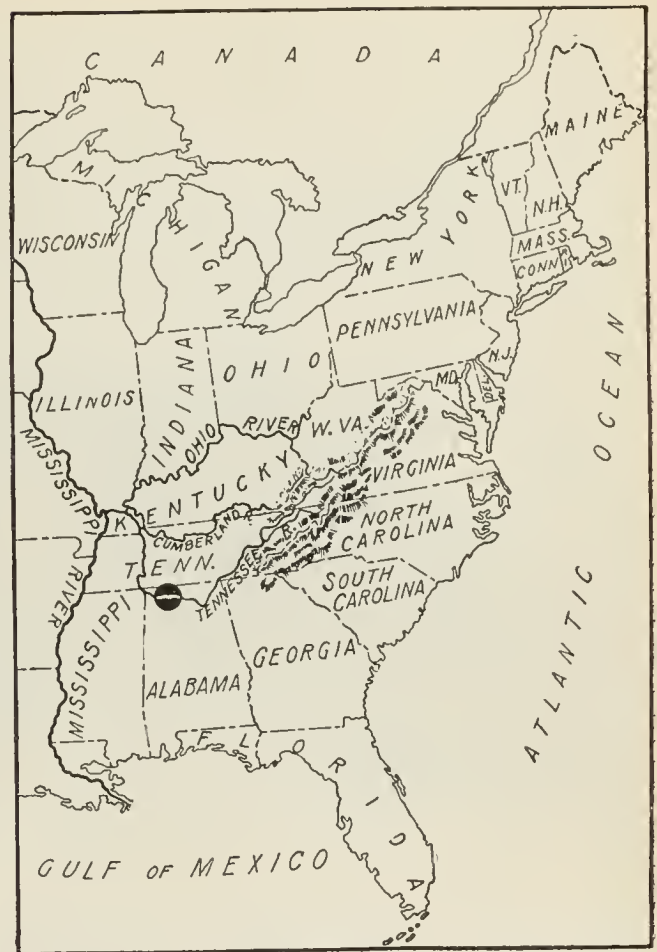 CANADA
MAINE
MICHIGAN
VT.
N.H.
WISCONSIN
NEW YORK
MASS.
CONN
PENNSYLVANIA
N.J.
OHIO
INDIANA
MD.
DEL.
ILLINOIS
OHIO RIVER
W. VA.
MISSISSIPPI RIVER
KENTUCKY
VIRGINIA
CUMBERLAND R.
NORTH CAROLINA
TENN.
TENNESSEE R.
SOUTH CAROLINA
MISSISSIPPI
ALABAMA
GEORGIA
FLORIDA
ATLANTIC OCEAN
GULF OF MEXICO